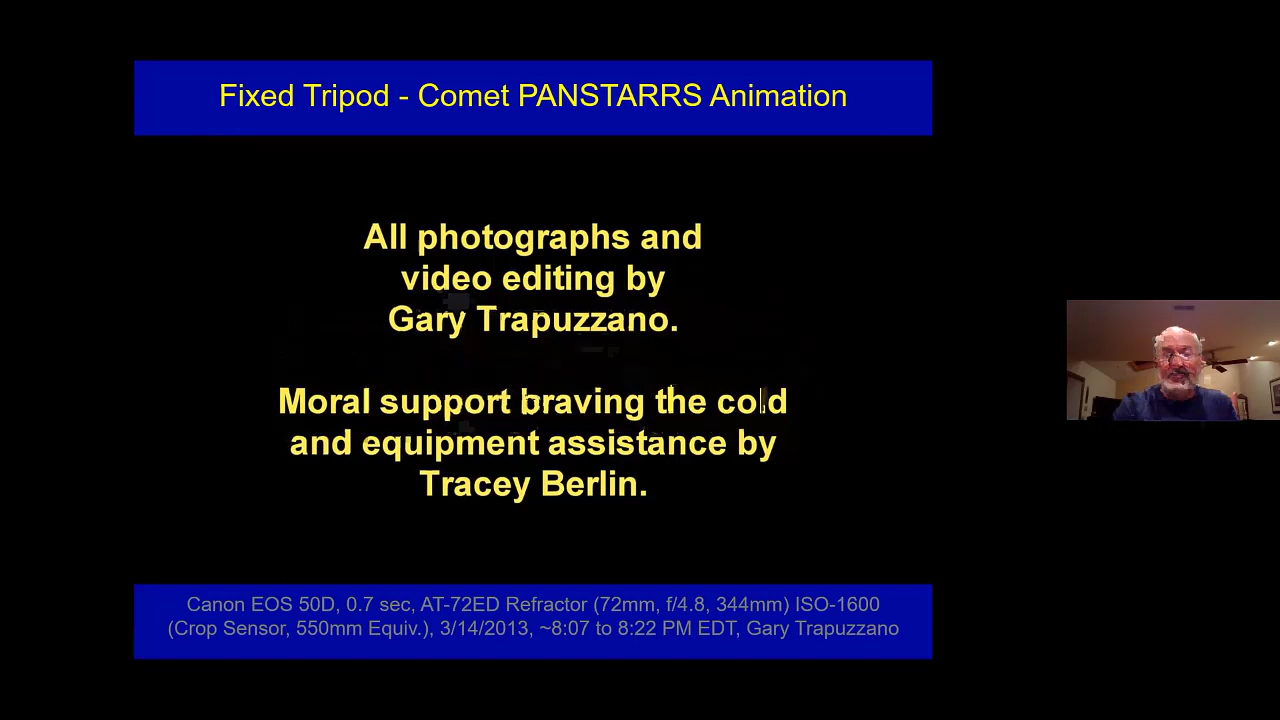 Fixed Tripod - Comet PANSTARRS Animation
All photographs and
video editing by
Gary Trapuzzano.
Moral support braving the cold
and equipment assistance by
Tracey Berlin.
Canon EOS 50D, 0.7 sec, AT-72ED Refractor (72mm, f/4.8, 344mm) ISO-1600
(Crop Sensor, 550mm Equiv.), 3/14/2013, ~8:07 to 8:22 PM EDT, Gary Trapuzzano